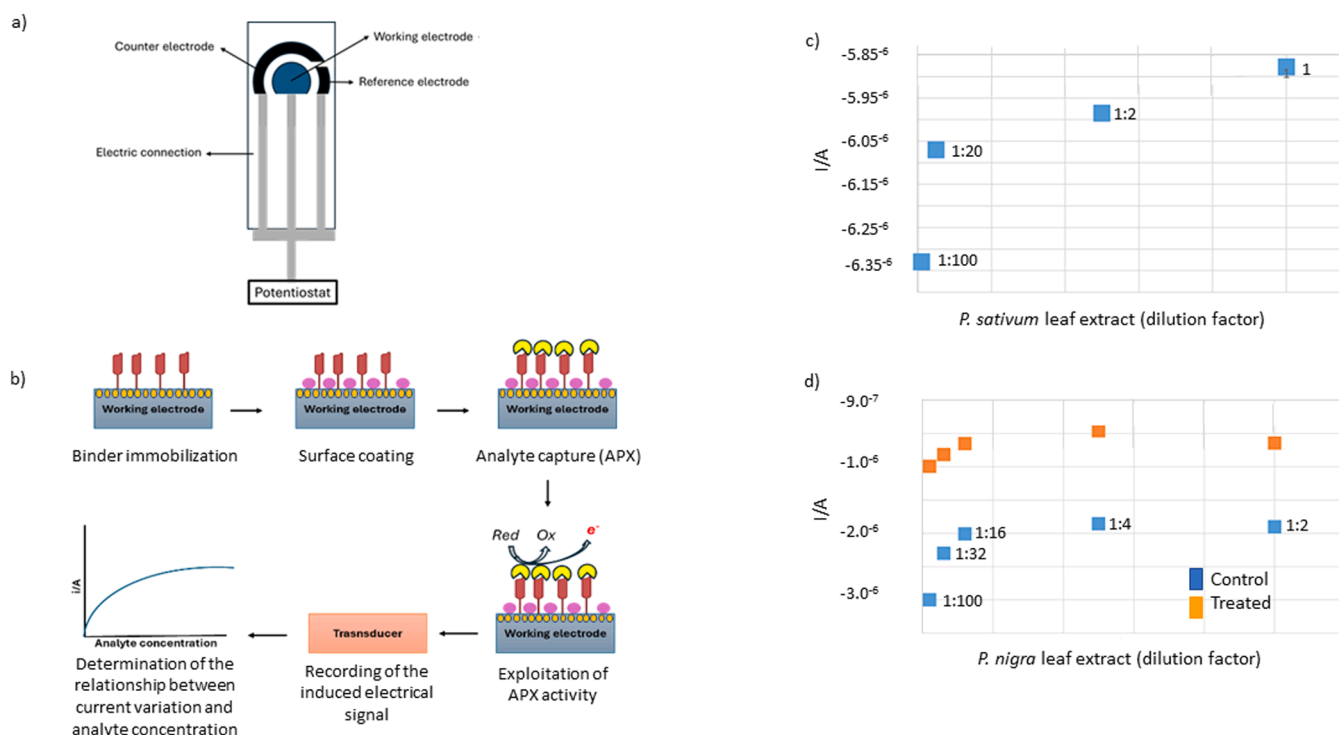 a)
Counter electrode
Working electrode
Reference electrode
Electric connection
Potentiostat
b)
Working electrode
Binder immobilization
Working electrode
Surface coating
Working electrode
Analyte capture (APX)
Red Ox e⁻
Working electrode
Exploitation of
APX activity
Trasnsducer
Recording of the
induced electrical
signal
i/A
Analyte concentration
Determination of the
relationship between
current variation and
analyte concentration
c)
I/A
-5.85⁻⁶
-5.95⁻⁶
-6.05⁻⁶
-6.15⁻⁶
-6.25⁻⁶
-6.35⁻⁶
1
1:2
1:20
1:100
P. sativum leaf extract (dilution factor)
d)
I/A
-9.0⁻⁷
-1.0⁻⁶
-2.0⁻⁶
-3.0⁻⁶
1:16
1:4
1:2
1:32
1:100
Control
Treated
P. nigra leaf extract (dilution factor)